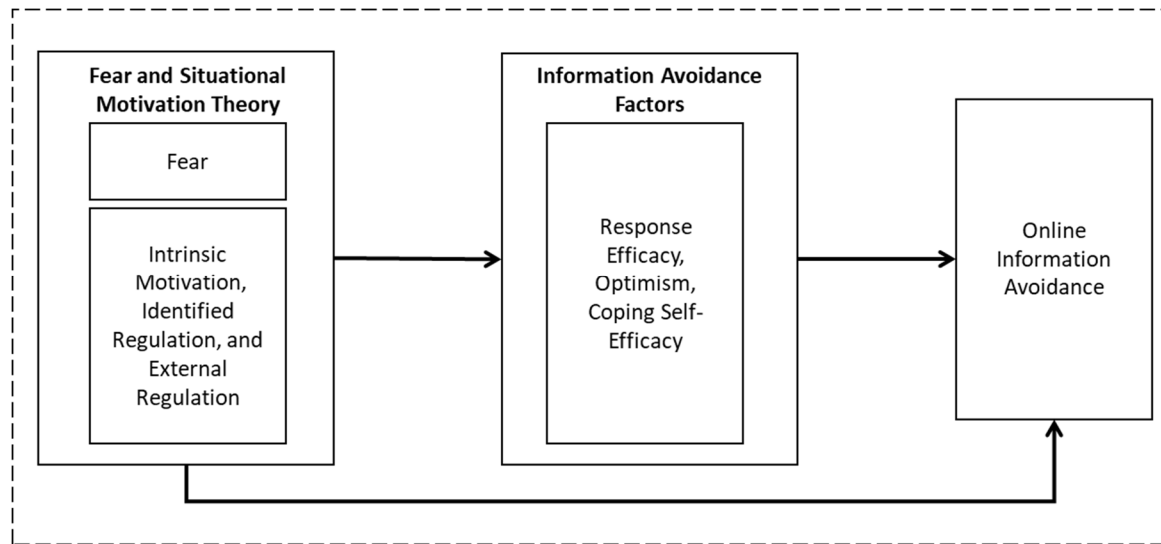 Fear and Situational
Motivation Theory
Fear
Intrinsic
Motivation,
Identified
Regulation, and
External
Regulation
Information Avoidance
Factors
Response
Efficacy,
Optimism,
Coping Self-
Efficacy
Online
Information
Avoidance